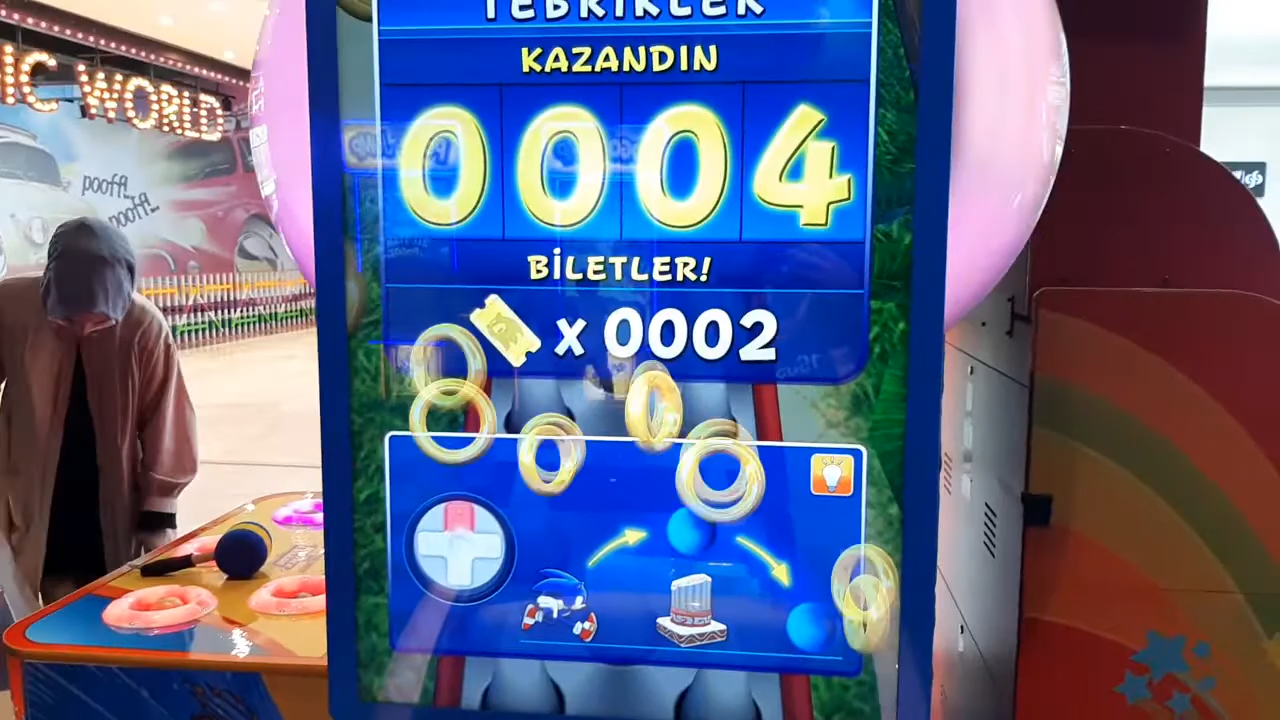 TEBRİKLER
IC WORLD
KAZANDIN
0004
pooff...
pooff...
BİLETLER!
x 0002